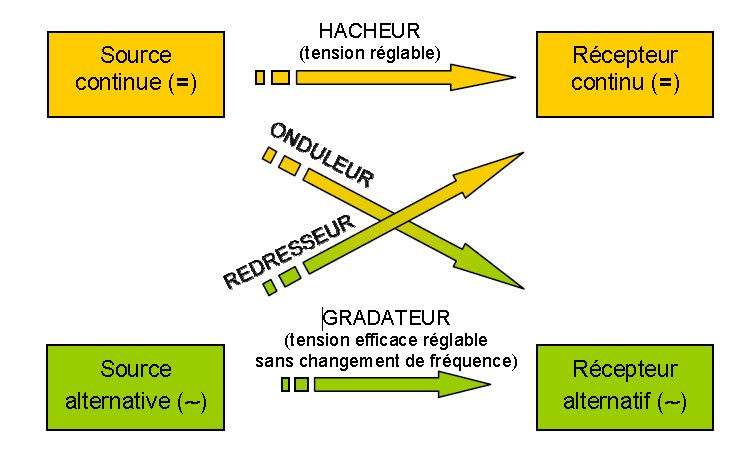 HACHEUR
(tension réglable)
Source
continue (=)
Récepteur
continu (=)
ONDULEUR
REDRESSEUR
GRADATEUR
(tension efficace réglable
sans changement de fréquence)
Source
alternative (~)
Récepteur
alternatif (~)